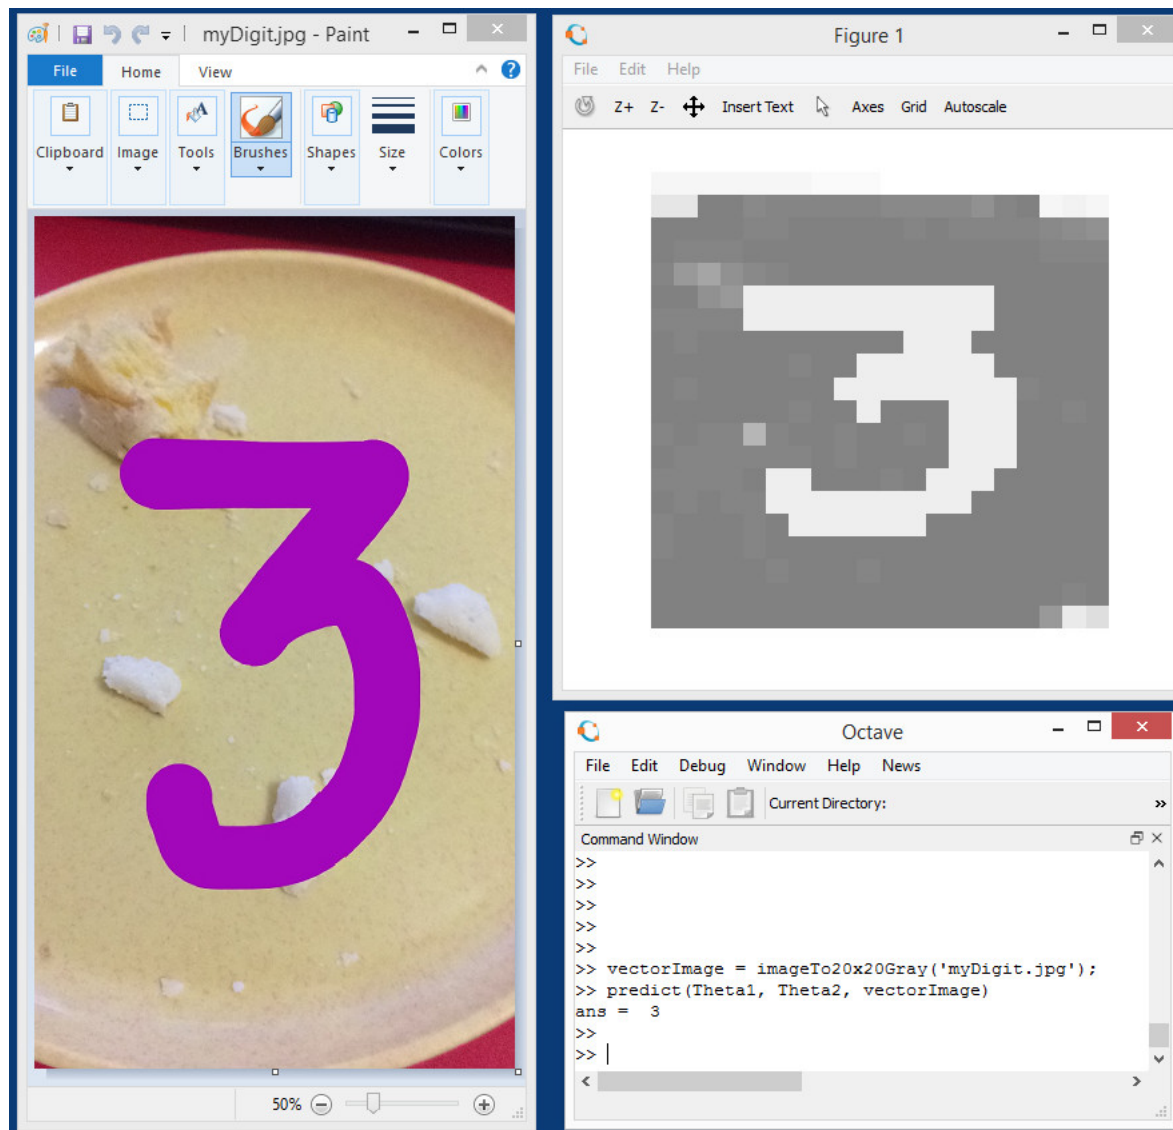 myDigit.jpg - Paint
File Home View
Clipboard Image Tools Brushes Shapes Size Colors
3
50%
Figure 1
File Edit Help
Z+ Z- Insert Text Axes Grid Autoscale
3
Octave
File Edit Debug Window Help News
Current Directory:
Command Window
>>
>>
>>
>>
>>
>> vectorImage = imageTo20x20Gray('myDigit.jpg');
>> predict(Theta1, Theta2, vectorImage)
ans =  3
>>
>>